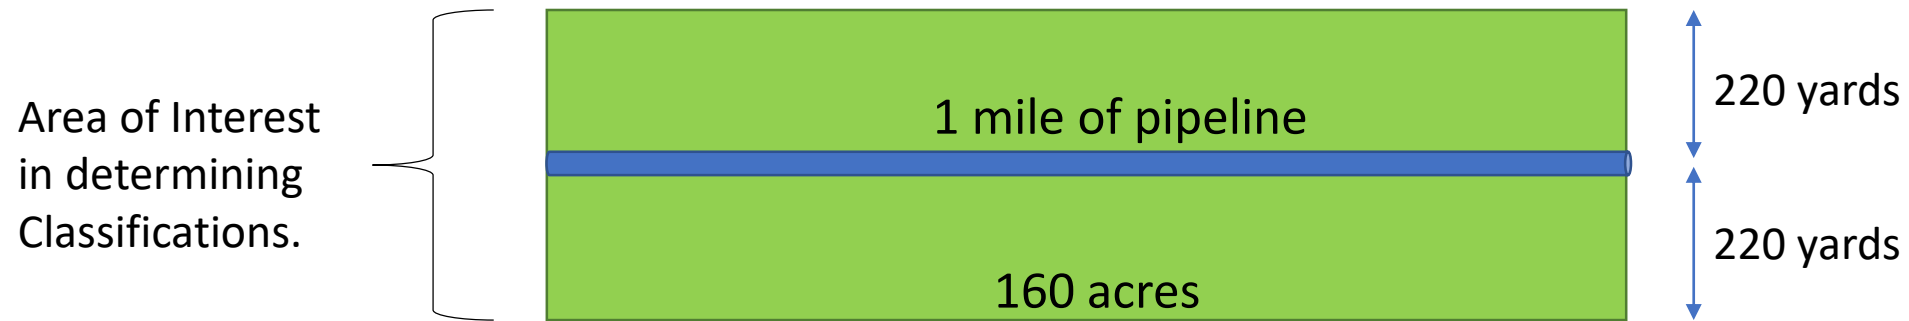 Area of Interest
in determining
Classifications.
1 mile of pipeline
160 acres
220 yards
220 yards